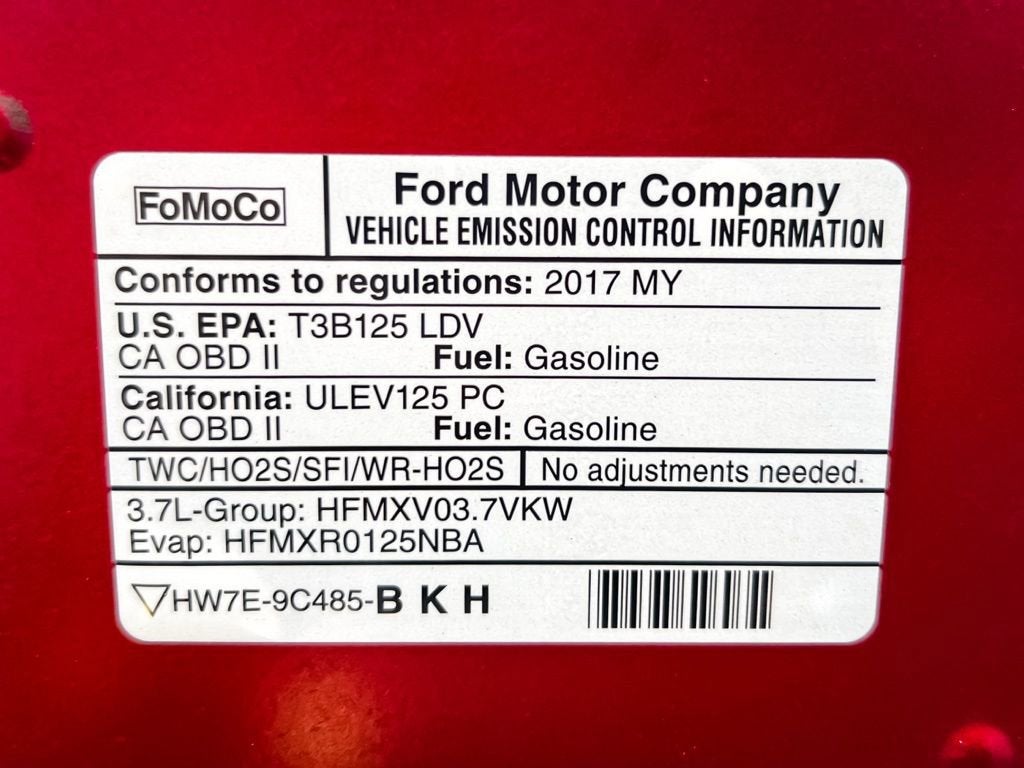 FoMoCo
Ford Motor Company
VEHICLE EMISSION CONTROL INFORMATION
Conforms to regulations: 2017 MY
U.S. EPA: T3B125 LDV
CA OBD II Fuel: Gasoline
California: ULEV125 PC
CA OBD II Fuel: Gasoline
TWC/HO2S/SFI/WR-HO2S No adjustments needed.
3.7L-Group: HFMXV03.7VKW
Evap: HFMXR0125NBA
HW7E-9C485-B K H